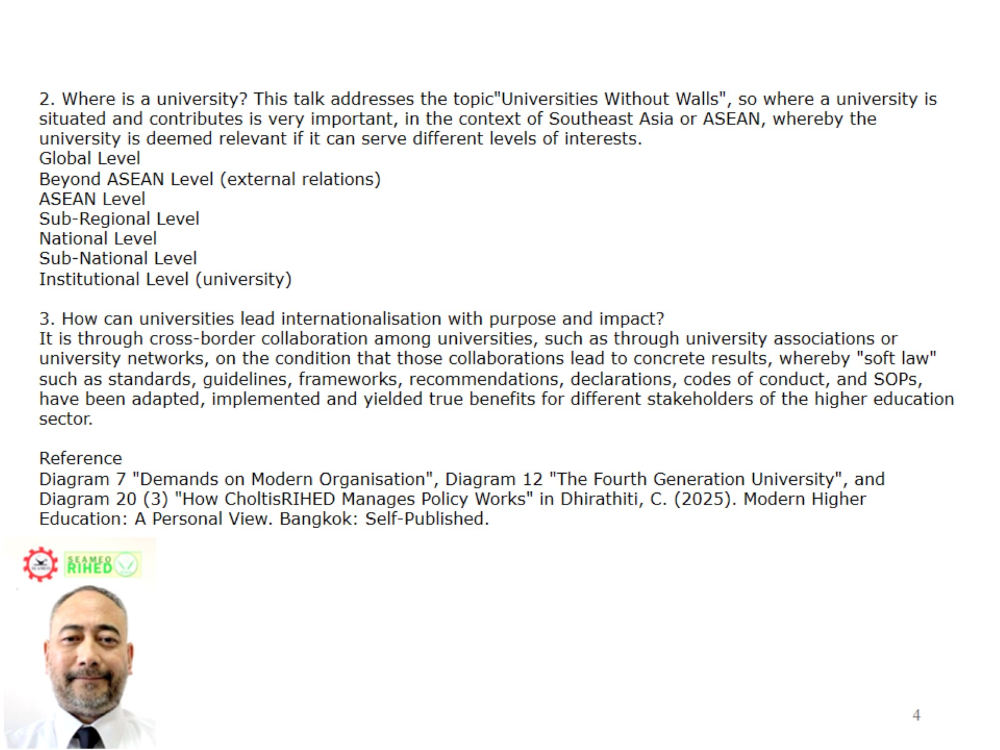 2. Where is a university? This talk addresses the topic"Universities Without Walls", so where a university is
situated and contributes is very important, in the context of Southeast Asia or ASEAN, whereby the
university is deemed relevant if it can serve different levels of interests.
Global Level
Beyond ASEAN Level (external relations)
ASEAN Level
Sub-Regional Level
National Level
Sub-National Level
Institutional Level (university)
3. How can universities lead internationalisation with purpose and impact?
It is through cross-border collaboration among universities, such as through university associations or
university networks, on the condition that those collaborations lead to concrete results, whereby "soft law"
such as standards, guidelines, frameworks, recommendations, declarations, codes of conduct, and SOPs,
have been adapted, implemented and yielded true benefits for different stakeholders of the higher education
sector.
Reference
Diagram 7 "Demands on Modern Organisation", Diagram 12 "The Fourth Generation University", and
Diagram 20 (3) "How CholtisRIHED Manages Policy Works" in Dhirathiti, C. (2025). Modern Higher
Education: A Personal View. Bangkok: Self-Published.
SEAMEO
RIHED
4